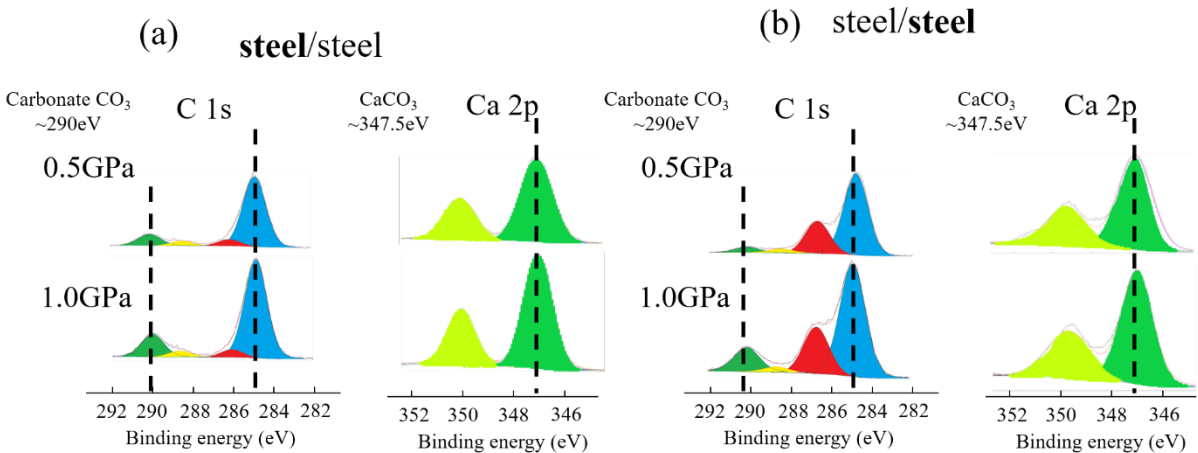 (a)
steel/steel
Carbonate CO₃
~290eV
C 1s
CaCO₃
~347.5eV
Ca 2p
0.5GPa
1.0GPa
292 290 288 286 284 282
Binding energy (eV)
352 350 348 346
Binding energy (eV)
(b)
steel/steel
Carbonate CO₃
~290eV
C 1s
CaCO₃
~347.5eV
Ca 2p
0.5GPa
1.0GPa
292 290 288 286 284 282
Binding energy (eV)
352 350 348 346
Binding energy (eV)